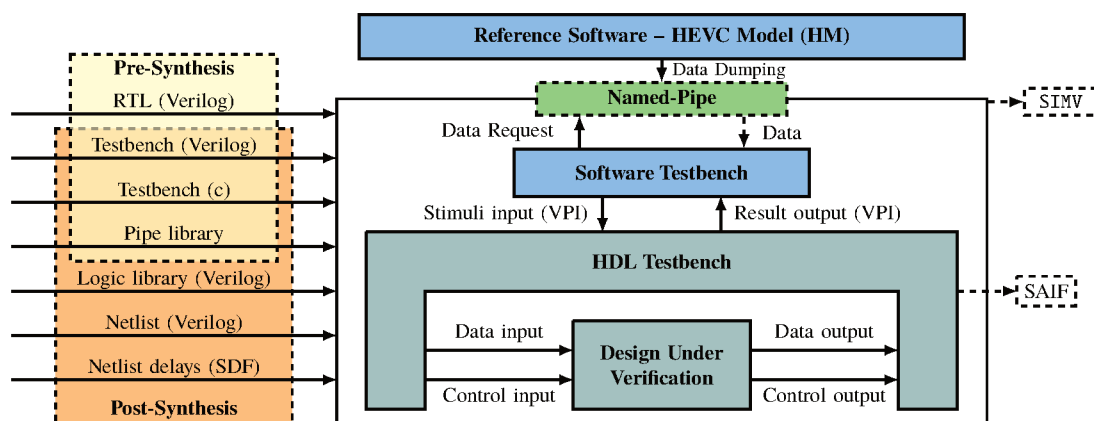 Reference Software – HEVC Model (HM)
Pre-Synthesis
Data Dumping
RTL (Verilog)
Named-Pipe
SIMV
Data Request
Data
Testbench (Verilog)
Software Testbench
Testbench (c)
Stimuli input (VPI)
Result output (VPI)
Pipe library
HDL Testbench
Logic library (Verilog)
SAIF
Netlist (Verilog)
Data input
Data output
Design Under
Verification
Netlist delays (SDF)
Control input
Control output
Post-Synthesis